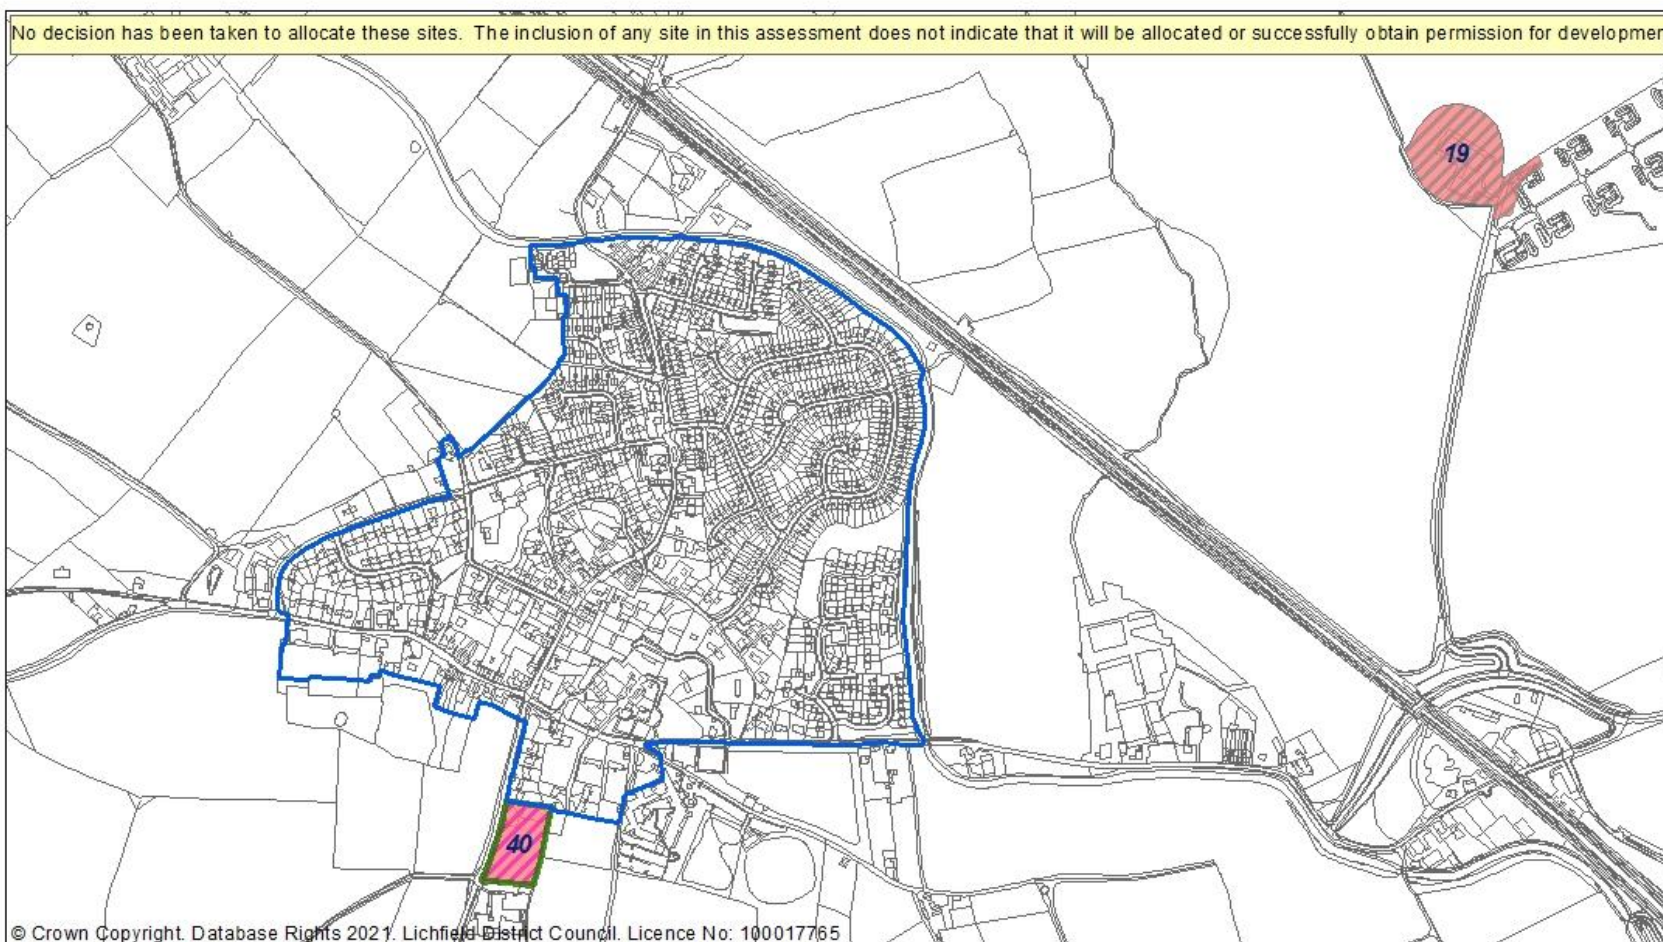 No decision has been taken to allocate these sites. The inclusion of any site in this assessment does not indicate that it will be allocated or successfully obtain permission for developmen
19
40
© Crown Copyright. Database Rights 2021. Lichfield District Council. Licence No: 100017765